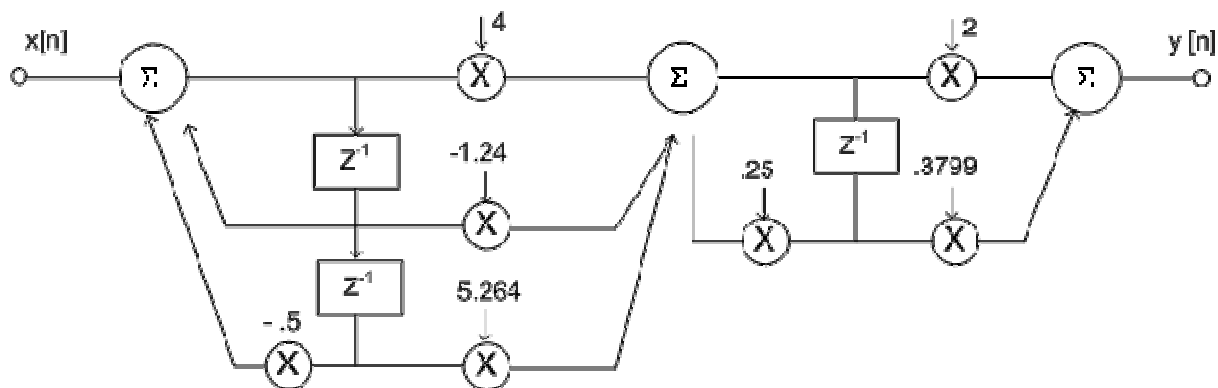 x[n]
Σ
4
X
Σ
2
X
Σ
y [n]
Z⁻¹
-1.24
X
Z⁻¹
.25
X
.3799
X
Z⁻¹
5.264
X
- .5
X